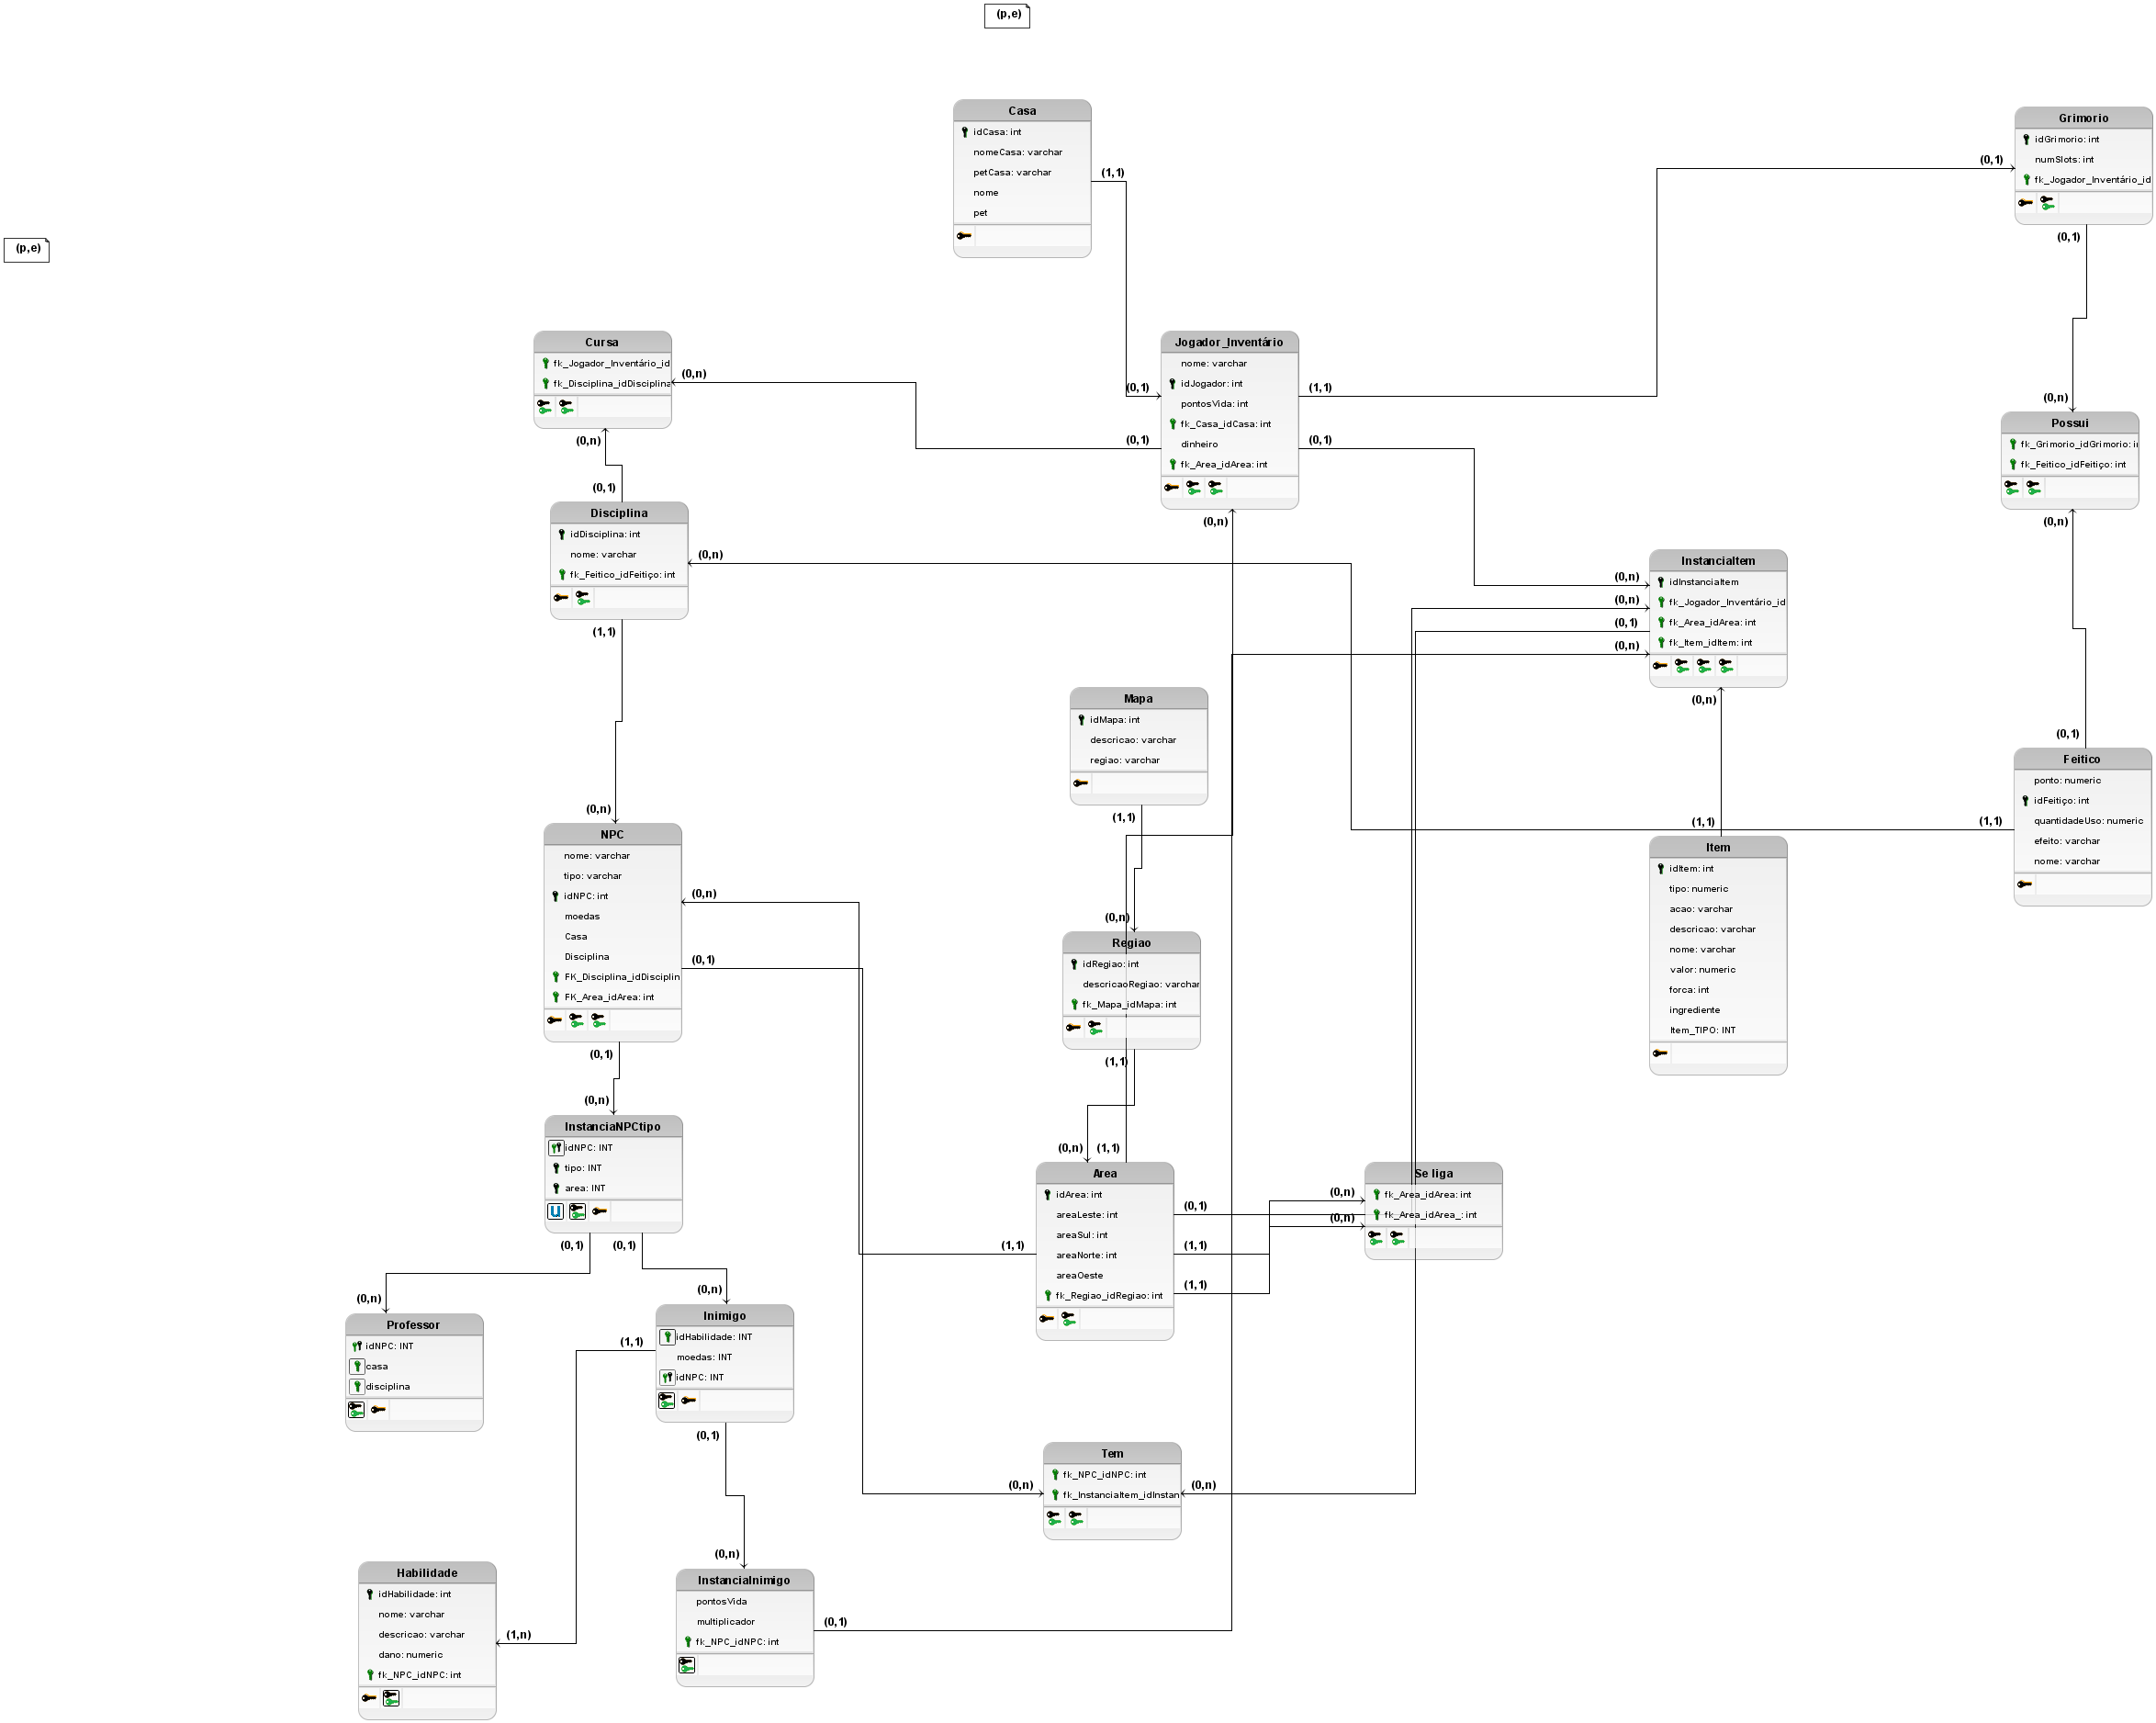 (p,e)
(p,e)
Casa
idCasa: int
nomeCasa: varchar
petCasa: varchar
nome
pet
(1,1)
(0,1)
Grimorio
idGrimorio: int
numSlots: int
fk_Jogador_Inventário_id
(0,1)
(0,1)
(0,n)
Cursa
fk_Jogador_Inventário_id
fk_Disciplina_idDisciplina
(0,n)
(0,n)
(0,1)
Jogador_Inventário
nome: varchar
idJogador: int
pontosVida: int
fk_Casa_idCasa: int
dinheiro
fk_Area_idArea: int
(1,1)
(0,1)
(0,1)
(0,n)
Possui
fk_Grimorio_idGrimorio: in
fk_Feitico_idFeitiço: int
(0,n)
(0,1)
Disciplina
idDisciplina: int
nome: varchar
fk_Feitico_idFeitiço: int
(0,n)
(1,1)
(0,n)
InstanciaItem
idInstanciaItem
fk_Jogador_Inventário_id
fk_Area_idArea: int
fk_Item_idItem: int
(0,n)
(0,n)
(0,1)
(0,n)
(0,n)
Mapa
idMapa: int
descricao: varchar
regiao: varchar
(1,1)
(0,n)
Feitico
ponto: numeric
idFeitiço: int
quantidadeUso: numeric
efeito: varchar
nome: varchar
(1,1)
(1,1)
Item
idItem: int
tipo: numeric
acao: varchar
descricao: varchar
nome: varchar
valor: numeric
forca: int
ingrediente
Item_TIPO: INT
NPC
nome: varchar
tipo: varchar
idNPC: int
moedas
Casa
Disciplina
FK_Disciplina_idDisciplin
FK_Area_idArea: int
(0,n)
(0,1)
(0,1)
(0,n)
Regiao
idRegiao: int
descricaoRegiao: varchar
fk_Mapa_idMapa: int
(1,1)
(0,n)
(1,1)
InstanciaNPCtipo
idNPC: INT
tipo: INT
area: INT
(0,1)
(0,1)
(0,n)
(0,n)
Area
idArea: int
areaLeste: int
areaSul: int
areaNorte: int
areaOeste
fk_Regiao_idRegiao: int
(1,1)
(0,1)
(1,1)
(1,1)
(0,n)
(0,n)
Se liga
fk_Area_idArea: int
fk_Area_idArea_: int
Professor
idNPC: INT
casa
disciplina
Inimigo
idHabilidade: INT
moedas: INT
idNPC: INT
(1,1)
(0,1)
(0,n)
Tem
fk_NPC_idNPC: int
fk_InstanciaItem_idInstan
(0,n)
(0,n)
Habilidade
idHabilidade: int
nome: varchar
descricao: varchar
dano: numeric
fk_NPC_idNPC: int
(1,n)
InstanciaInimigo
pontosVida
multiplicador
fk_NPC_idNPC: int
(0,1)